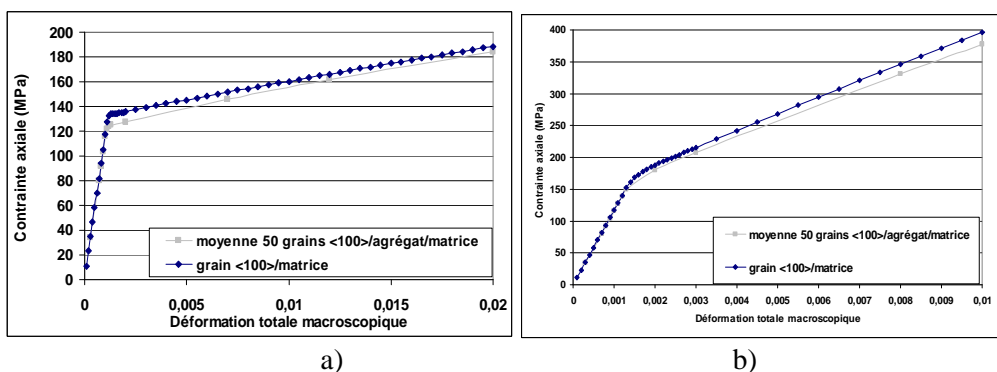 200
180
160
140
120
100
80
60
40
20
0
Contrainte axiale (MPa)
moyenne 50 grains <100>/agrégat/matrice
grain <100>/matrice
0 0,005 0,01 0,015 0,02
Déformation totale macroscopique
a)
400
350
300
250
200
150
100
50
0
Contrainte axiale (MPa)
moyenne 50 grains <100>/agrégat/matrice
grain <100>/matrice
0 0,001 0,002 0,003 0,004 0,005 0,006 0,007 0,008 0,009 0,01
Déformation totale macroscopique
b)